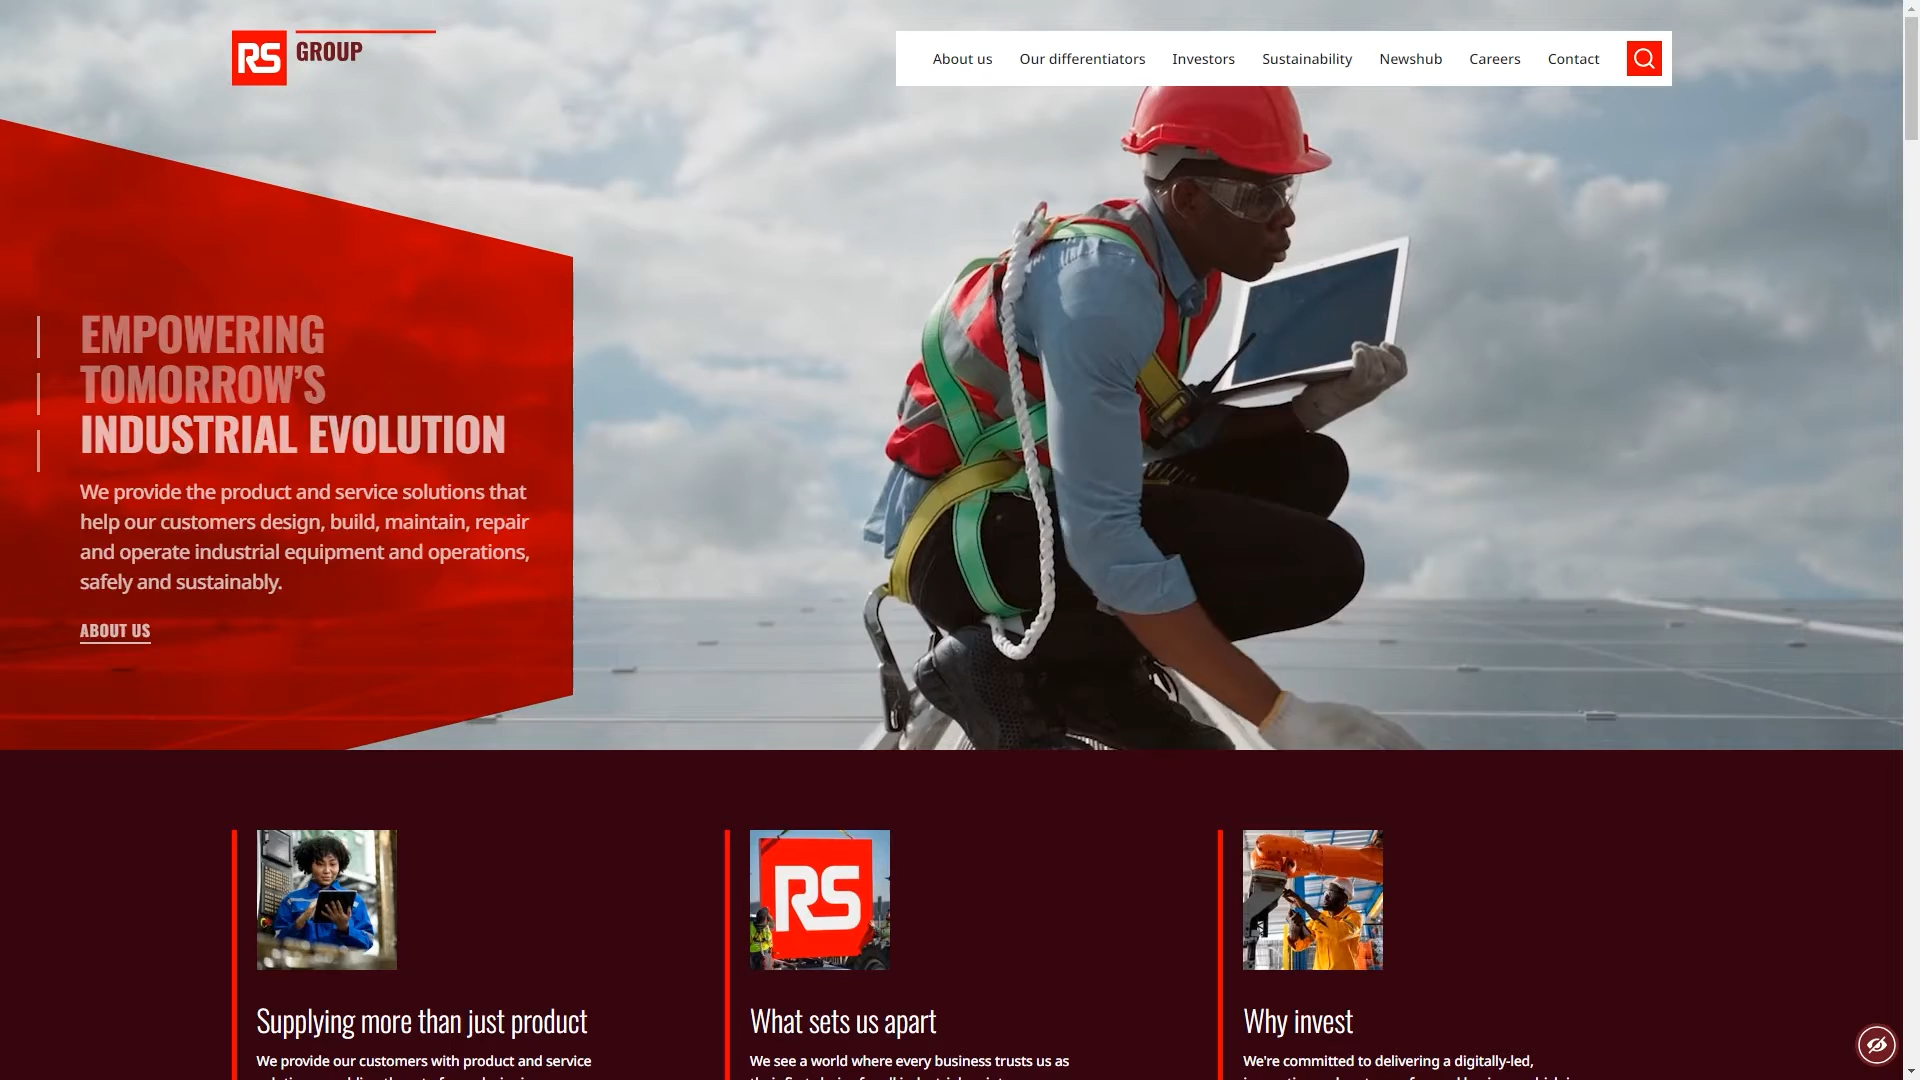 RS GROUP
About us Our differentiators Investors Sustainability Newshub Careers Contact
EMPOWERING
TOMORROW’S
INDUSTRIAL EVOLUTION
We provide the product and service solutions that
help our customers design, build, maintain, repair
and operate industrial equipment and operations,
safely and sustainably.
ABOUT US
RS
Supplying more than just product
We provide our customers with product and service
What sets us apart
We see a world where every business trusts us as
Why invest
We're committed to delivering a digitally-led,